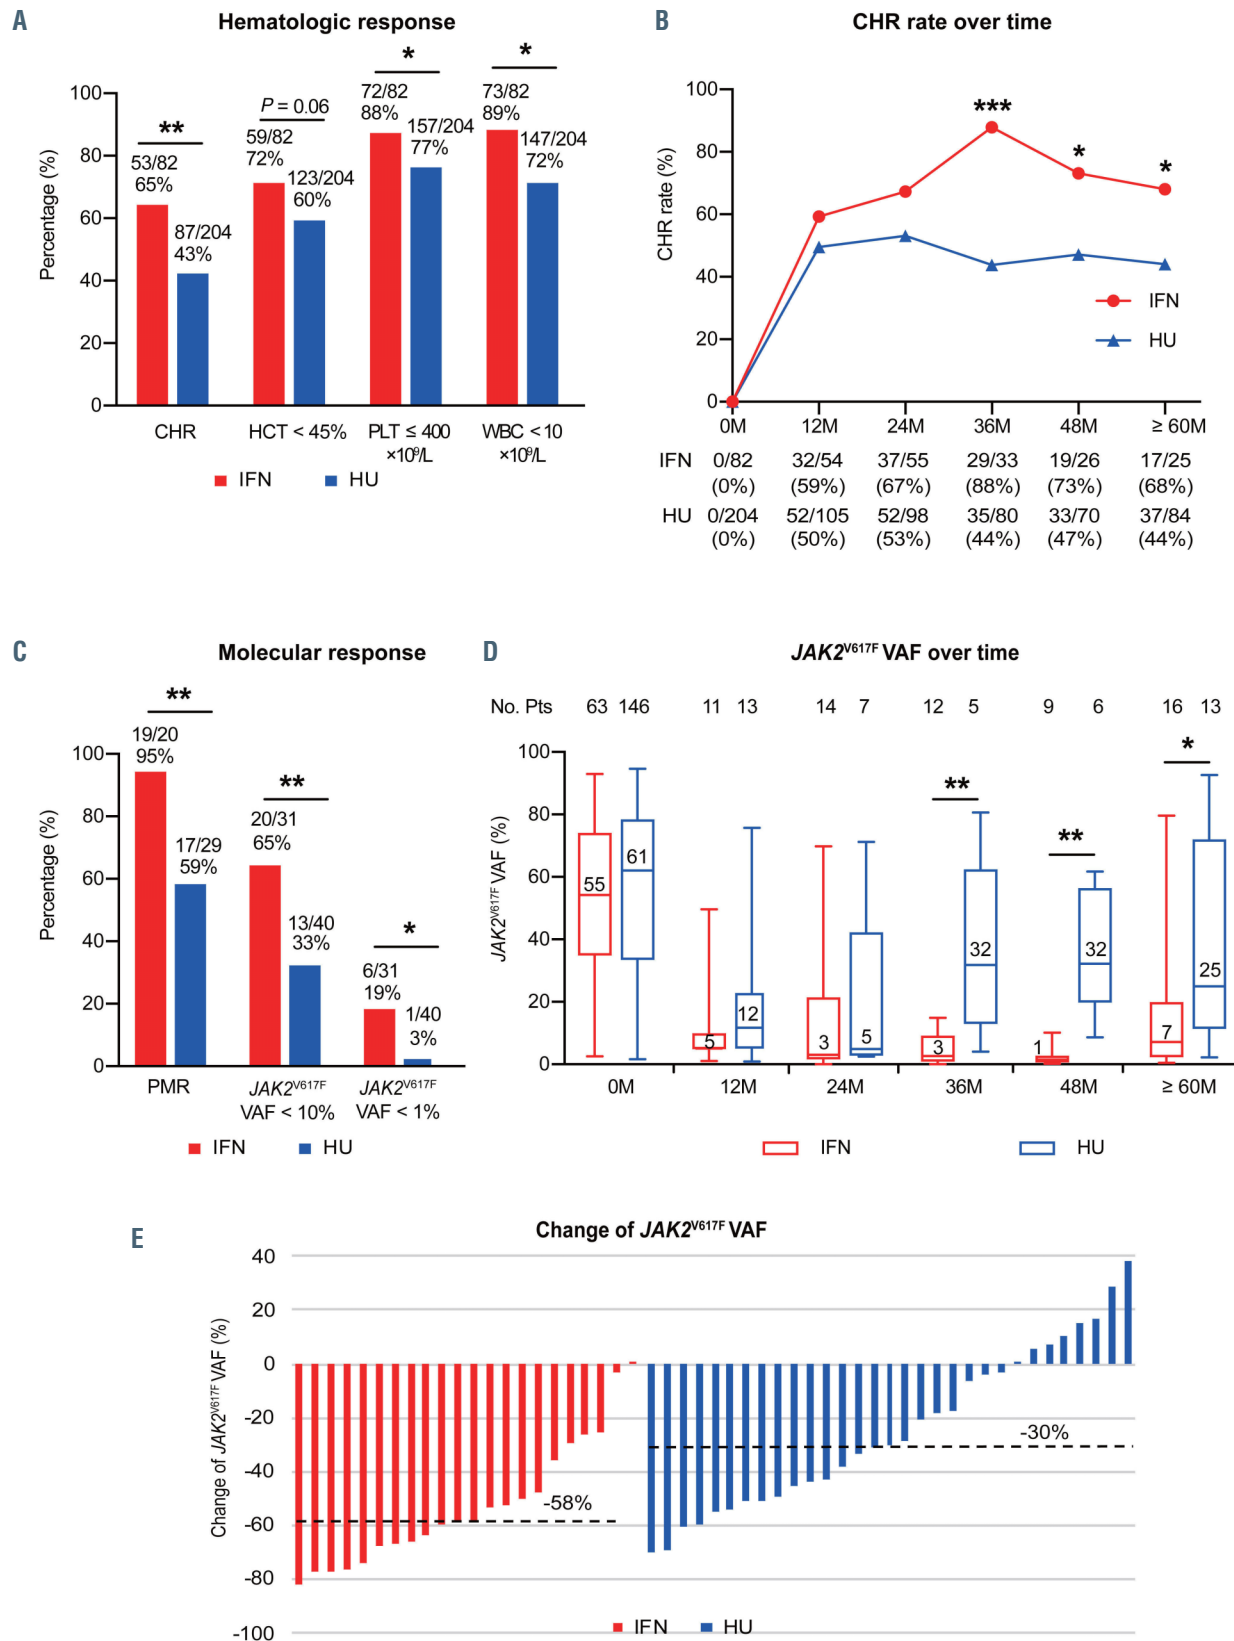 A
Hematologic response
** P = 0.06 * *
53/82 65%
87/204 43%
59/82 72%
123/204 60%
72/82 88%
157/204 77%
73/82 89%
147/204 72%
Percentage (%)
100
80
60
40
20
0
CHR HCT < 45% PLT ≤ 400 ×10⁹/L WBC < 10 ×10⁹/L
IFN HU
B
CHR rate over time
CHR rate (%)
100
80
60
40
20
0
*** * *
IFN
HU
0M 12M 24M 36M 48M ≥ 60M
IFN 0/82 32/54 37/55 29/33 19/26 17/25
(0%) (59%) (67%) (88%) (73%) (68%)
HU 0/204 52/105 52/98 35/80 33/70 37/84
(0%) (50%) (53%) (44%) (47%) (44%)
C
Molecular response
** ** *
19/20 95%
17/29 59%
20/31 65%
13/40 33%
6/31 19%
1/40 3%
Percentage (%)
100
80
60
40
20
0
PMR JAK2V617F VAF < 10% JAK2V617F VAF < 1%
IFN HU
D
JAK2V617F VAF over time
No. Pts 63 146 11 13 14 7 12 5 9 6 16 13
JAK2V617F VAF (%)
100
80
60
40
20
0
** ** *
55 61 5 12 3 5 3 32 1 32 7 25
0M 12M 24M 36M 48M ≥ 60M
IFN HU
E
Change of JAK2V617F VAF
Change of JAK2V617F VAF (%)
40
20
0
-20
-40
-60
-80
-100
-58%
-30%
IFN HU